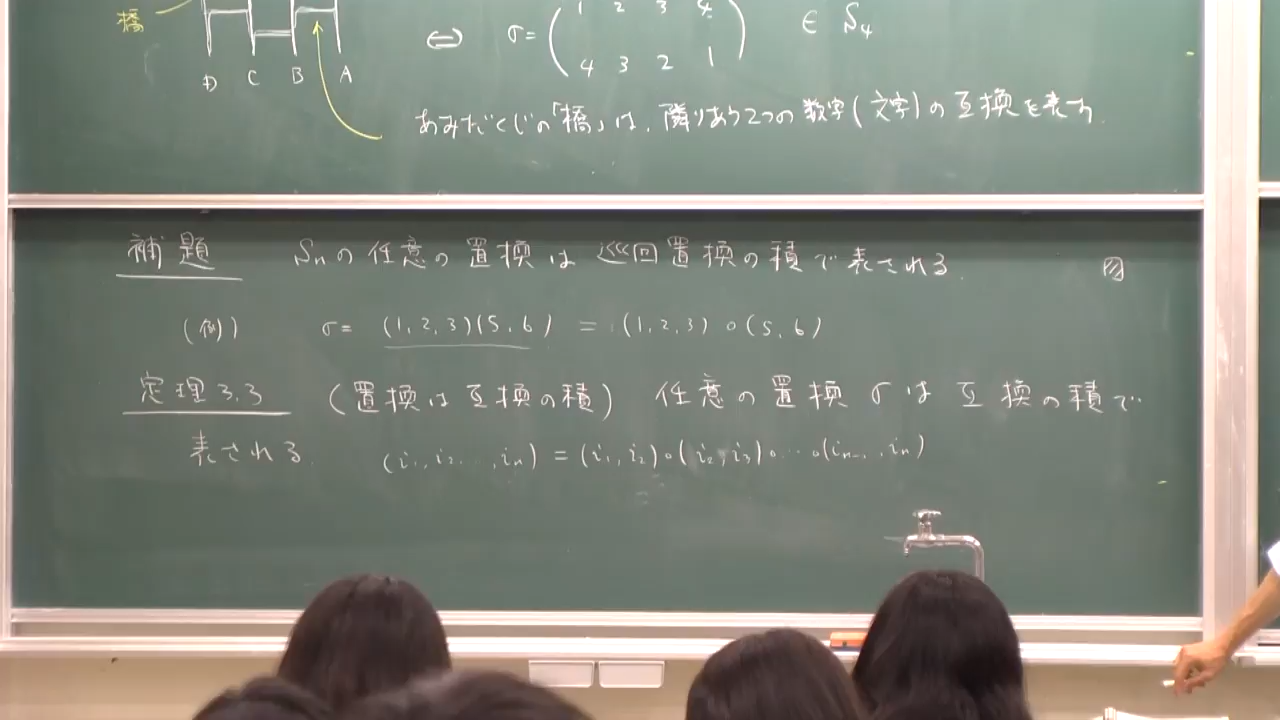 橋
D C B A
⇔ σ = ( 1 2 3 4 / 4 3 2 1 ) ∈ S₄
あみだくじの「橋」は、隣りあう2つの数字(文字)の互換を表す.
補題 Snの任意の置換は巡回置換の積で表される.
(例) σ = (1, 2, 3)(5, 6) = (1, 2, 3)∘(5, 6)
定理3.3 (置換は互換の積) 任意の置換σは互換の積で
表される. (i₁, i₂, …, iₙ) = (i₁, i₂)∘(i₂, i₃)∘…∘(iₙ₋₁, iₙ)